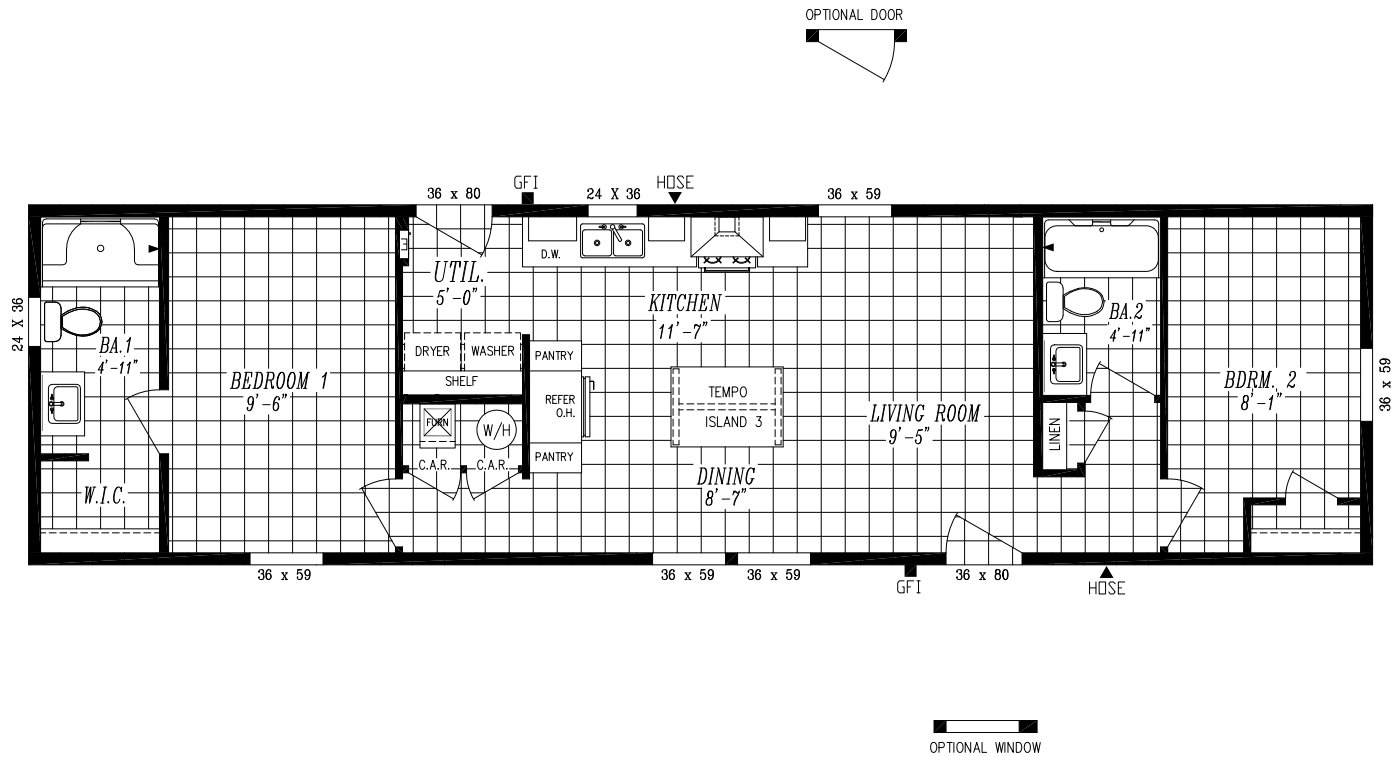 OPTIONAL DOOR
36 x 80
GFI
24 X 36
HOSE
36 x 59
D.W.
UTIL.
5'-0"
KITCHEN
11'-7"
24 X 36
BA.1
4'-11"
BA.2
4'-11"
DRYER
WASHER
SHELF
PANTRY
BEDROOM 1
9'-6"
REFER
O.H.
TEMPO
ISLAND 3
LIVING ROOM
9'-5"
BDRM. 2
8'-1"
36 x 59
FURN
W/H
LINEN
C.A.R.
C.A.R.
PANTRY
DINING
8'-7"
W.I.C.
36 x 59
36 x 59
36 x 59
GFI
36 x 80
HOSE
OPTIONAL WINDOW